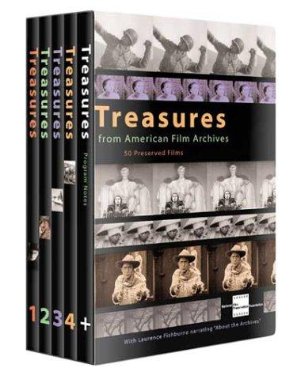 Treasures
Treasures
Treasures
Treasures
Treasures
Program Notes
1
2
3
4
+
Treasures
from American Film Archives
50 Preserved Films
With Laurence Fishburne narrating "About the Archives"